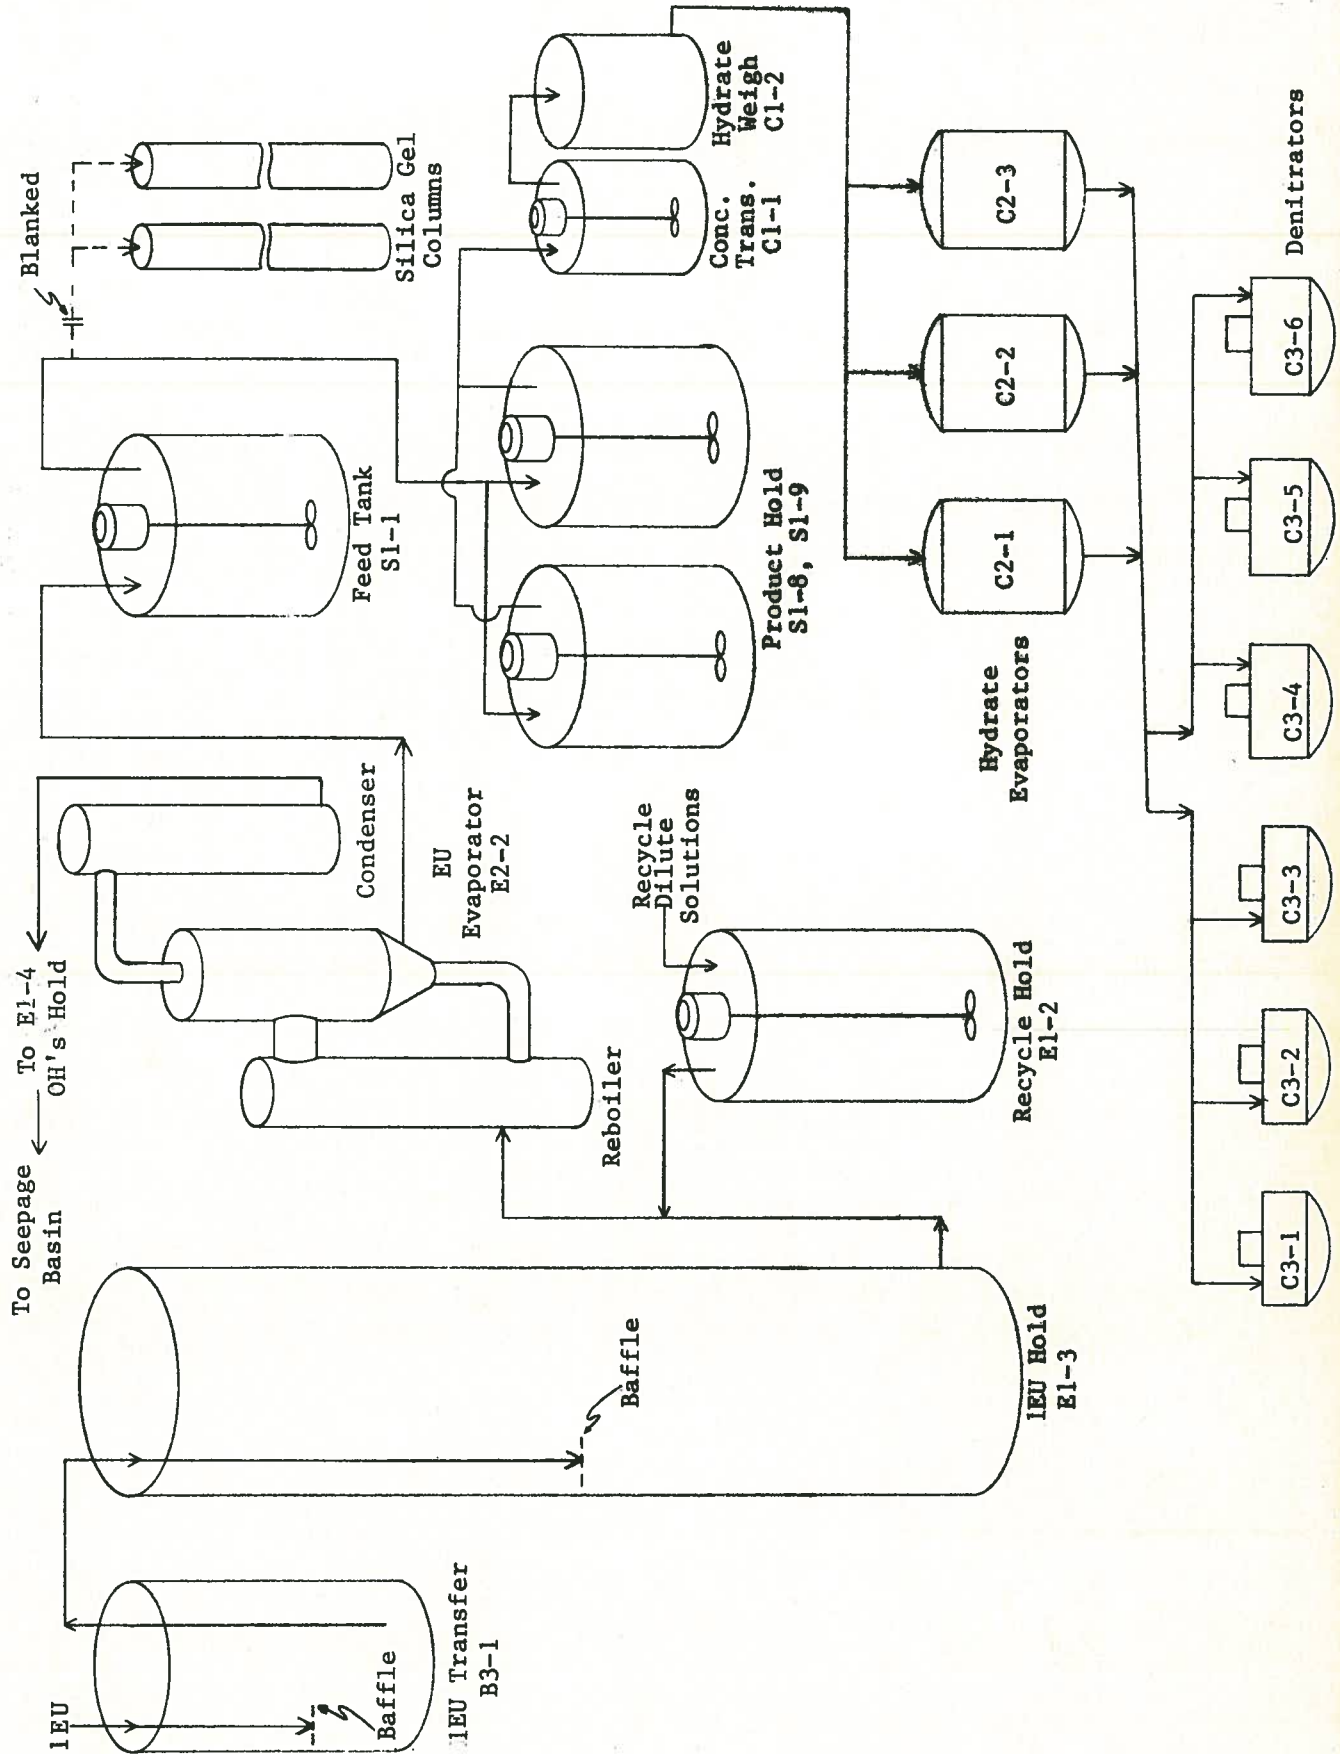 1EU
Baffle
1EU Transfer
B3-1
Baffle
1EU Hold
E1-3
To Seepage
Basin
To E1-4
OH's Hold
Reboiler
Condenser
EU
Evaporator
E2-2
Recycle
Dilute
Solutions
Recycle Hold
E1-2
Feed Tank
S1-1
Blanked
Silica Gel
Columns
Product Hold
S1-8, S1-9
Conc.
Trans.
C1-1
Hydrate
Weigh
C1-2
Hydrate
Evaporators
C2-1
C2-2
C2-3
C3-1
C3-2
C3-3
C3-4
C3-5
C3-6
Denitrators